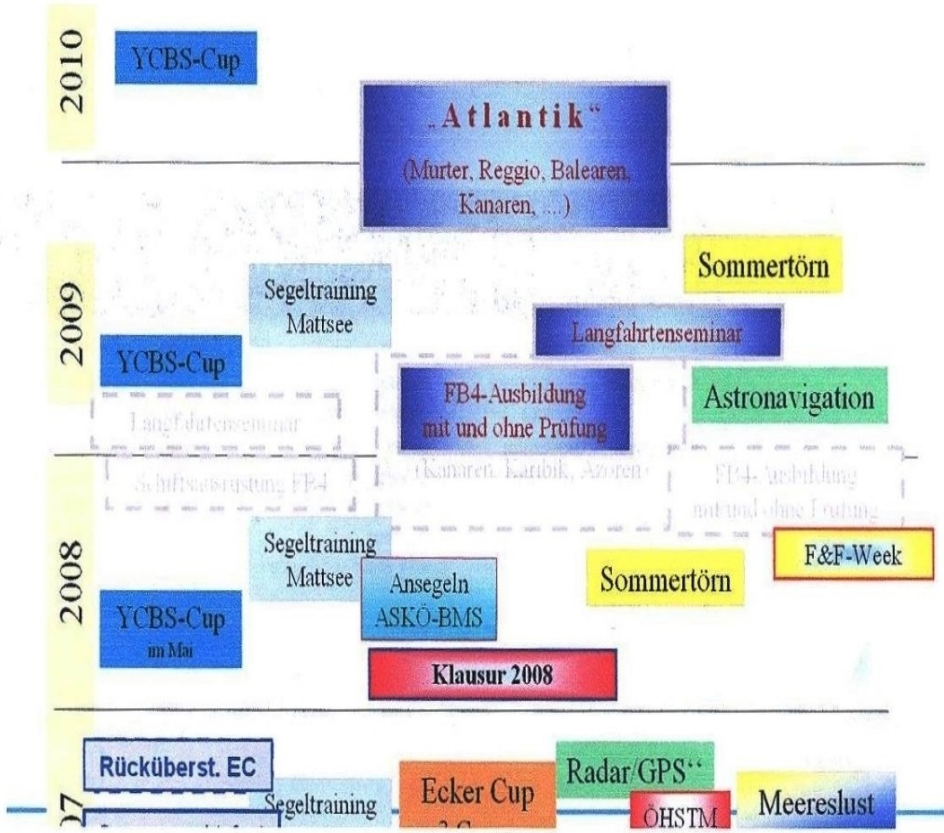 2010
YCBS-Cup
„Atlantik“
(Murter, Reggio, Balearen,
Kanaren, ....)
2009
Sommertörn
Segeltraining
Mattsee
Langfahrtenseminar
YCBS-Cup
FB4-Ausbildung
mit und ohne Prüfung
Astronavigation
Langfahrtenseminar
Schiffsausrüstung FB4
(Kanaren, Karibik, Azoren
FB4-Ausbildung
mit und ohne Prüfung
2008
Segeltraining
Mattsee
F&F-Week
Ansegeln
ASKÖ-BMS
Sommertörn
YCBS-Cup
im Mai
Klausur 2008
07
Rücküberst. EC
Segeltraining
Ecker Cup
Radar/GPS“
ÖHSTM
Meereslust